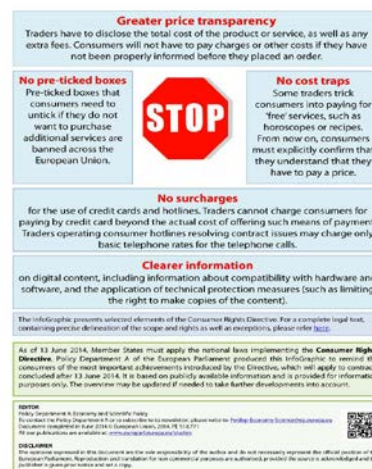 Greater price transparency
Traders have to disclose the total cost of the product or service, as well as any
extra fees. Consumers will not have to pay charges or other costs if they have
not been properly informed before they placed an order.
No pre-ticked boxes
Pre-ticked boxes that
consumers need to
untick if they do not
want to purchase
additional services are
banned across the
European Union.
STOP
No cost traps
Some traders trick
consumers into paying for
'free' services, such as
horoscopes or recipes.
From now on, consumers
must explicitly confirm that
they understand that they
have to pay a price.
No surcharges
for the use of credit cards and hotlines. Traders cannot charge consumers for
paying by credit card beyond the actual cost of offering such means of payment
Traders operating consumer hotlines resolving contract issues may charge only
basic telephone rates for the telephone calls.
Clearer information
on digital content, including information about compatibility with hardware and
software, and the application of technical protection measures (such as limiting
the right to make copies of the content).
The InfoGraphic presents selected elements of the Consumer Rights Directive. For a complete legal text,
containing precise delineation of the scope and rights as well as exceptions, please refer here.
As of 13 June 2014, Member States must apply the national laws implementing the Consumer Righ
Directive. Policy Department A of the European Parliament produced this InfoGraphic to remind th
consumers of the most important achievements introduced by the Directive, which will apply to contrac
concluded after 13 June 2014. It is based on publicly available information and is provided for informatio
purposes only. The overview may be updated if needed to take further developments into account.
EDITOR
Policy Department A: Economic and Scientific Policy
DISCLAIMER